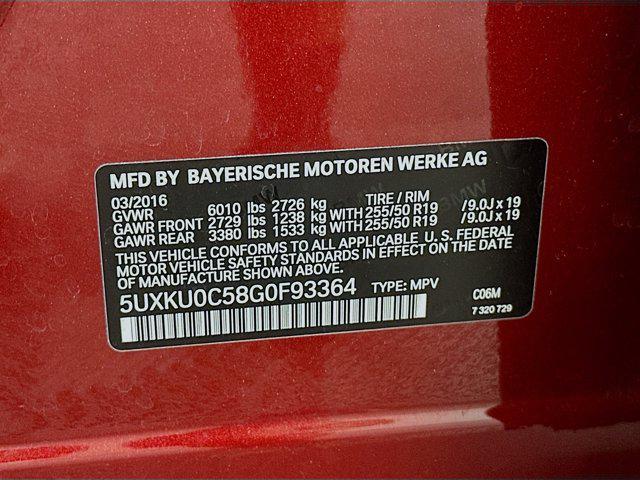 MFD BY BAYERISCHE MOTOREN WERKE AG
03/2016 TIRE / RIM
GVWR 6010 lbs 2726 kg
GAWR FRONT 2729 lbs 1238 kg WITH 255/50 R19 /9.0J x 19
GAWR REAR 3380 lbs 1533 kg WITH 255/50 R19 /9.0J x 19
THIS VEHICLE CONFORMS TO ALL APPLICABLE U.S. FEDERAL
MOTOR VEHICLE SAFETY STANDARDS IN EFFECT ON THE DATE
OF MANUFACTURE SHOWN ABOVE.
5UXKU0C58G0F93364 TYPE: MPV
C06M
7 320 729